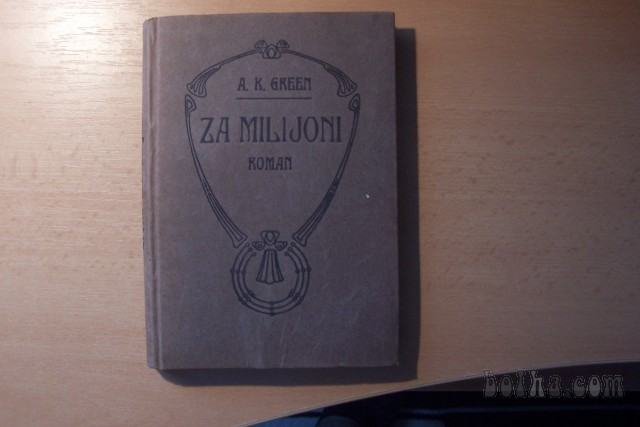 A. K. GREEN
ZA MILIJONI
ROMAN
bolha.com